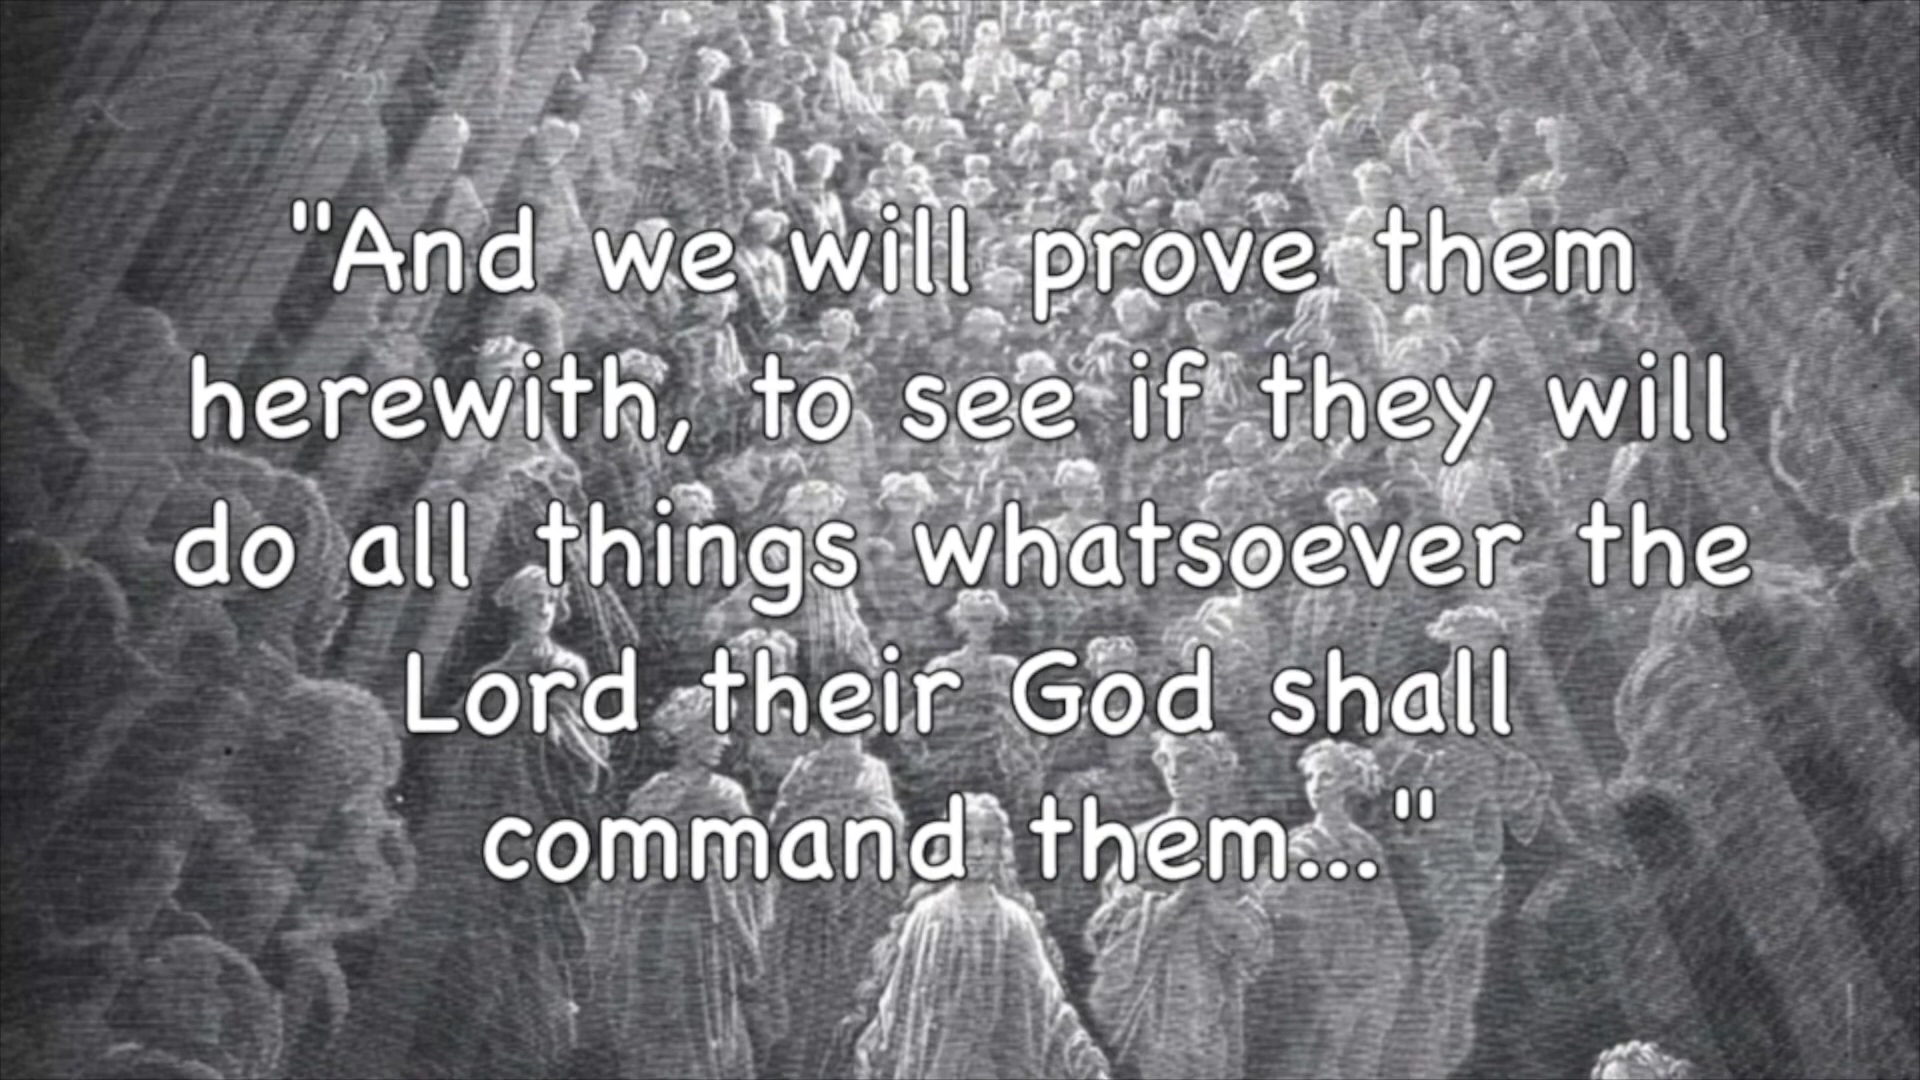 "And we will prove them
herewith, to see if they will
do all things whatsoever the
Lord their God shall
command them..."